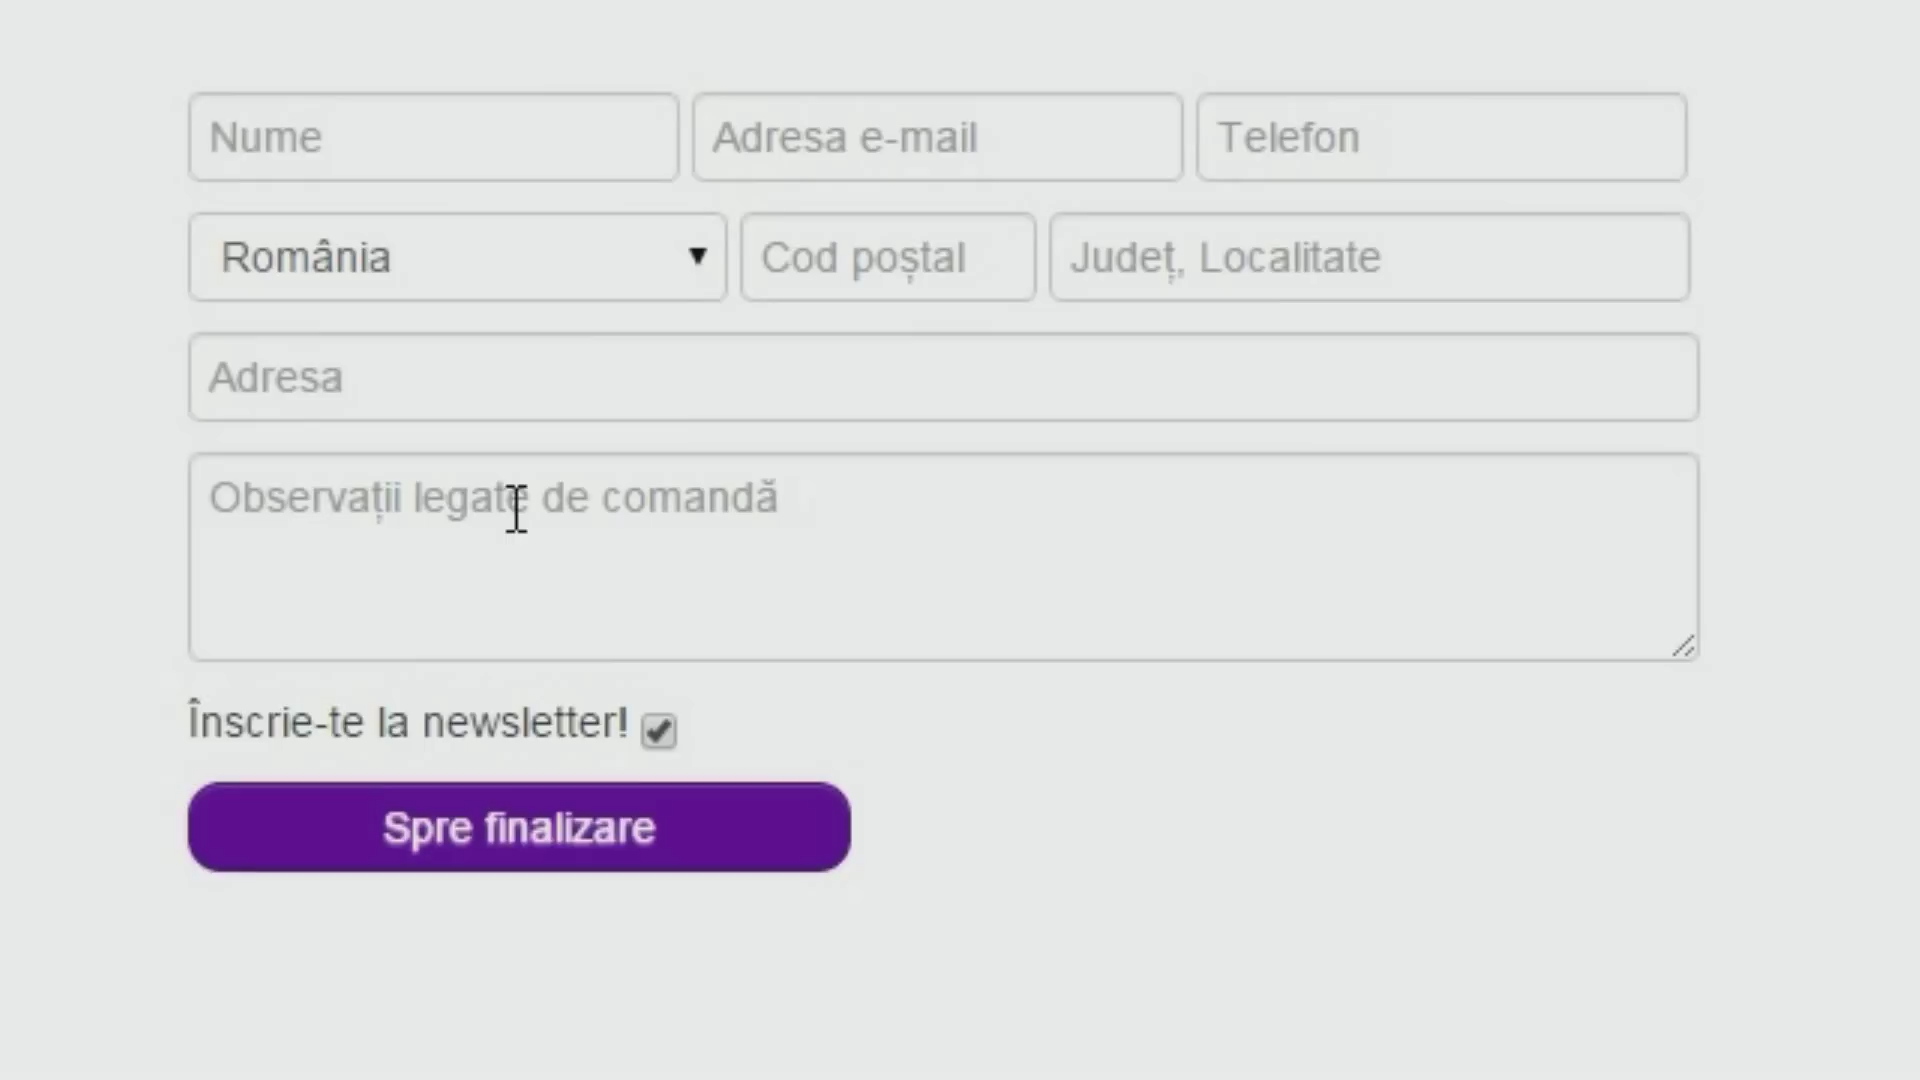 Nume Adresa e-mail Telefon
România Cod poștal Județ, Localitate
Adresa
Observații legate de comandă
Înscrie-te la newsletter!
Spre finalizare